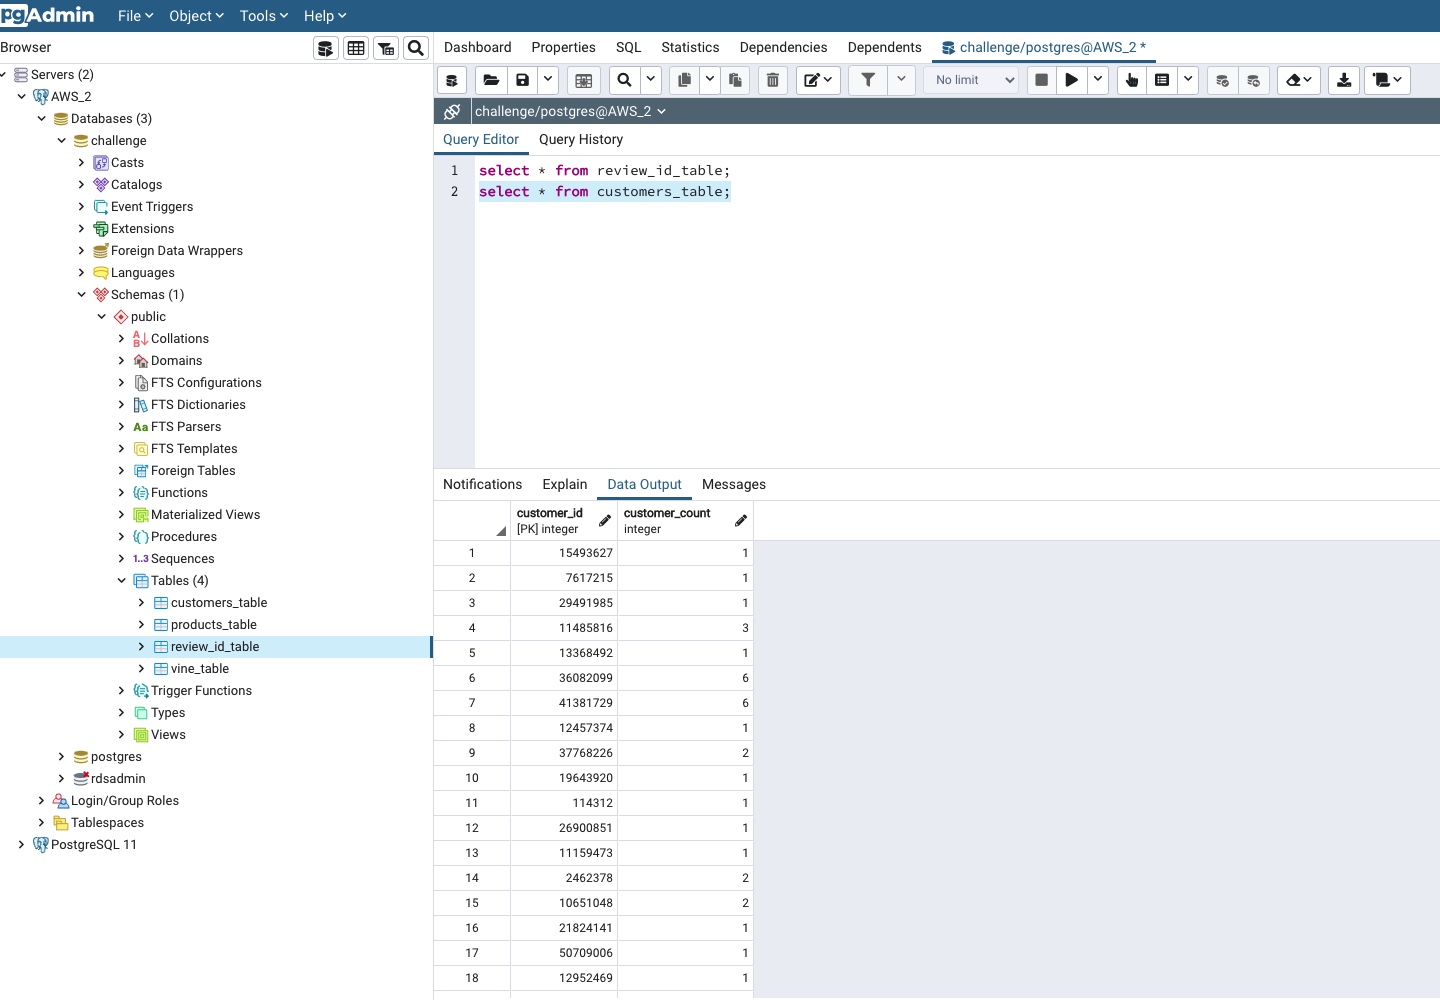 pgAdmin File Object Tools Help
Browser
Servers (2)
AWS_2
Databases (3)
challenge
Casts
Catalogs
Event Triggers
Extensions
Foreign Data Wrappers
Languages
Schemas (1)
public
Collations
Domains
FTS Configurations
FTS Dictionaries
Aa FTS Parsers
FTS Templates
Foreign Tables
Functions
Materialized Views
Procedures
1..3 Sequences
Tables (4)
customers_table
products_table
review_id_table
vine_table
Trigger Functions
Types
Views
postgres
rdsadmin
Login/Group Roles
Tablespaces
PostgreSQL 11
Dashboard Properties SQL Statistics Dependencies Dependents challenge/postgres@AWS_2 *
No limit
challenge/postgres@AWS_2
Query Editor Query History
1 select * from review_id_table;
2 select * from customers_table;
Notifications Explain Data Output Messages
customer_id customer_count
[PK] integer integer
1 15493627 1
2 7617215 1
3 29491985 1
4 11485816 3
5 13368492 1
6 36082099 6
7 41381729 6
8 12457374 1
9 37768226 2
10 19643920 1
11 114312 1
12 26900851 1
13 11159473 1
14 2462378 2
15 10651048 2
16 21824141 1
17 50709006 1
18 12952469 1